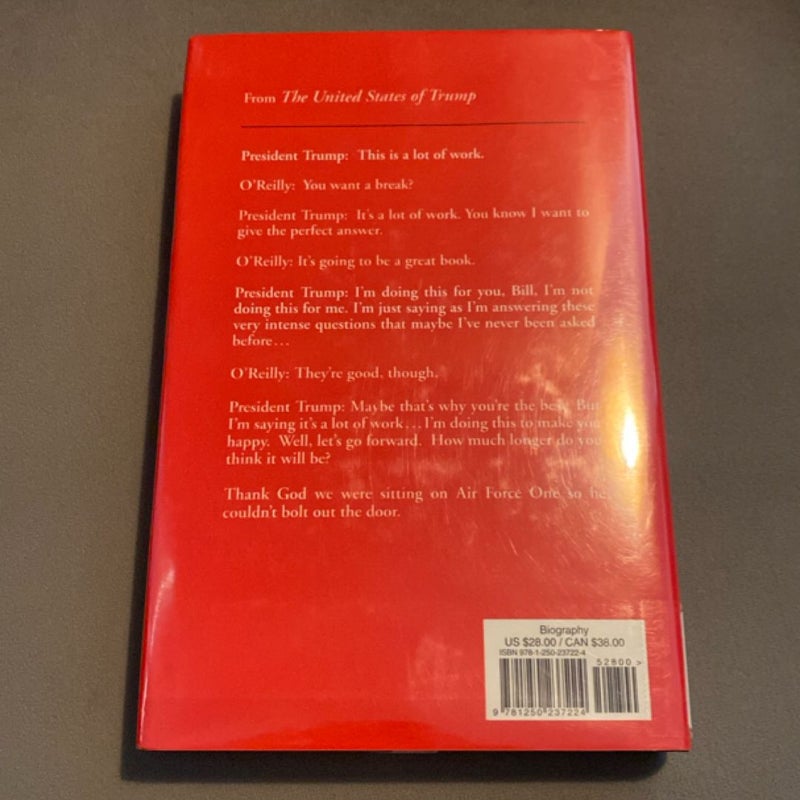 From The United States of Trump
President Trump: This is a lot of work.
O'Reilly: You want a break?
President Trump: It's a lot of work. You know I want to
give the perfect answer.
O'Reilly: It's going to be a great book.
President Trump: I'm doing this for you, Bill, I'm not
doing this for me. I'm just saying as I'm answering these
very intense questions that maybe I've never been asked
before…
O'Reilly: They're good, though.
President Trump: Maybe that's why you're the best. But
I'm saying it's a lot of work…I'm doing this to make you
happy. Well, let's go forward. How much longer do you
think it will be?
Thank God we were sitting on Air Force One so he
couldn't bolt out the door.
Biography
US $28.00 / CAN $38.00
ISBN 978-1-250-23722-4
52800 >
9 781250 237224